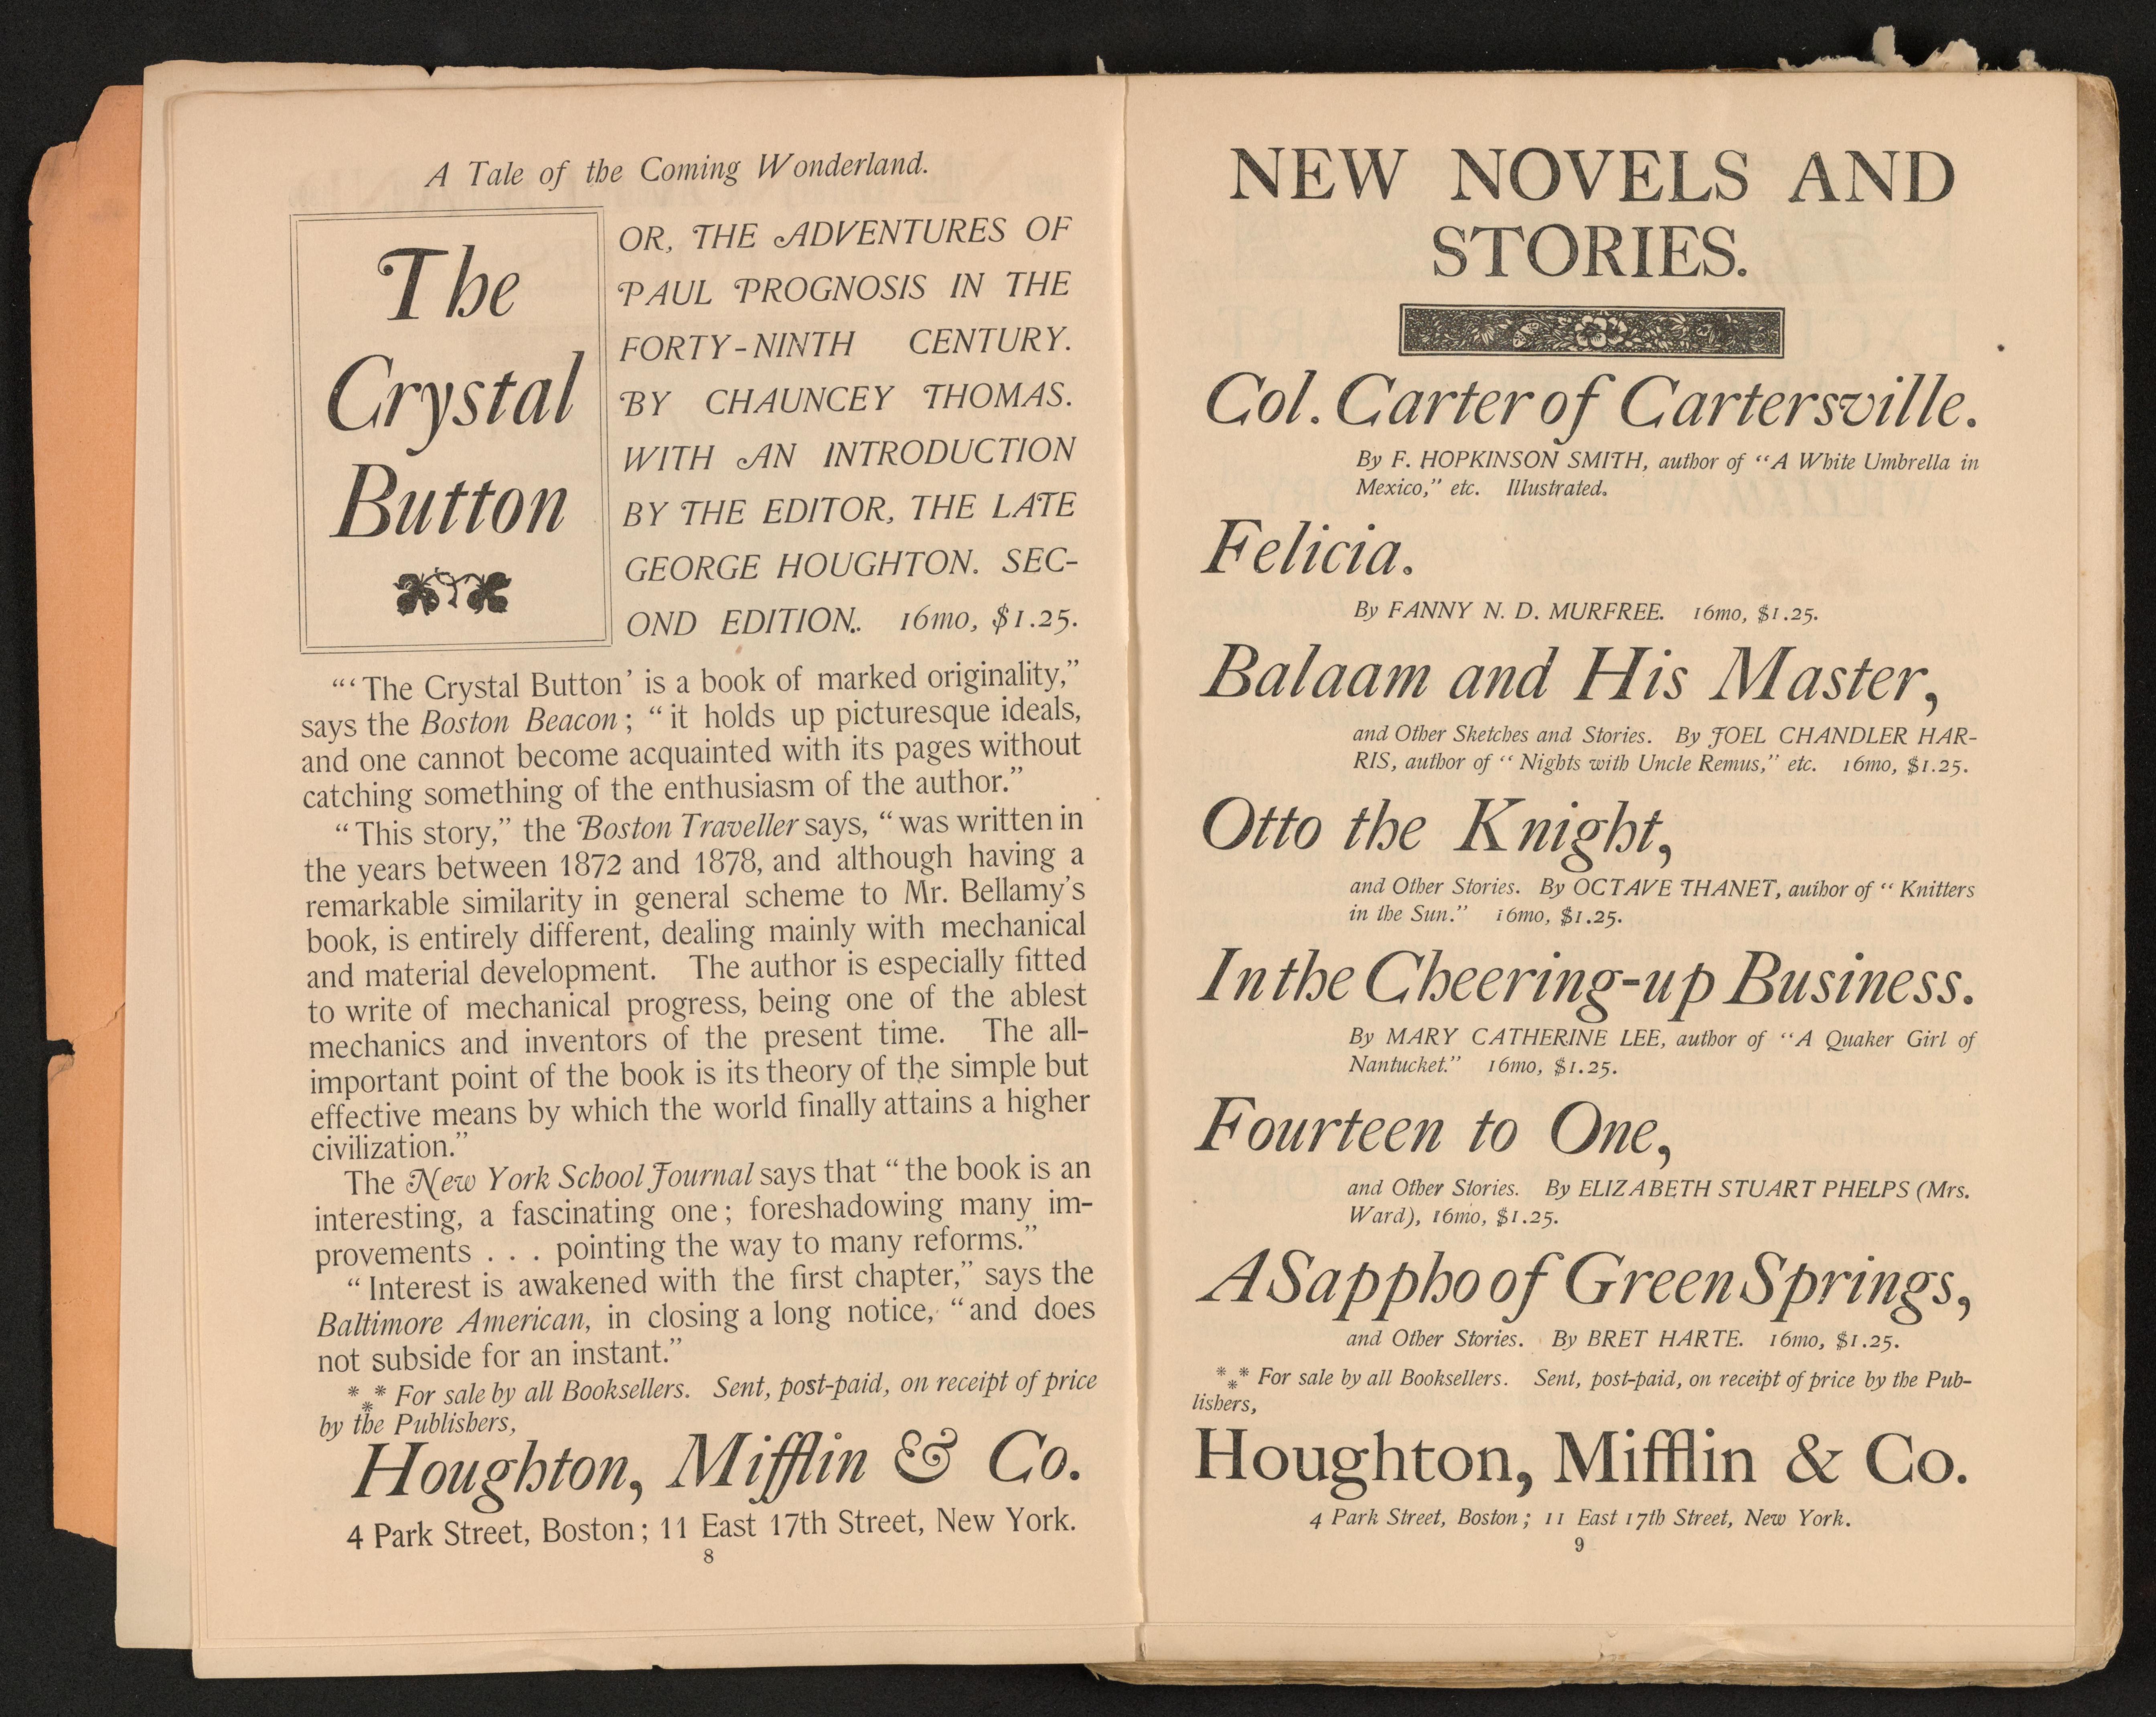 A Tale of the Coming Wonderland.
The
Crystal
Button
OR, THE ADVENTURES OF
PAUL PROGNOSIS IN THE
FORTY-NINTH CENTURY.
BY CHAUNCEY THOMAS.
WITH AN INTRODUCTION
BY THE EDITOR, THE LATE
GEORGE HOUGHTON. SEC-
OND EDITION. 16mo, $1.25.
“‘The Crystal Button’ is a book of marked originality,”
says the Boston Beacon; “it holds up picturesque ideals,
and one cannot become acquainted with its pages without
catching something of the enthusiasm of the author.”
“This story,” the Boston Traveller says, “was written in
the years between 1872 and 1878, and although having a
remarkable similarity in general scheme to Mr. Bellamy’s
book, is entirely different, dealing mainly with mechanical
and material development. The author is especially fitted
to write of mechanical progress, being one of the ablest
mechanics and inventors of the present time. The all-
important point of the book is its theory of the simple but
effective means by which the world finally attains a higher
civilization.”
The New York School Journal says that “the book is an
interesting, a fascinating one; foreshadowing many im-
provements . . . pointing the way to many reforms.”
“Interest is awakened with the first chapter,” says the
Baltimore American, in closing a long notice, “and does
not subside for an instant.”
*** For sale by all Booksellers. Sent, post-paid, on receipt of price
by the Publishers,
Houghton, Mifflin & Co.
4 Park Street, Boston; 11 East 17th Street, New York.
8
NEW NOVELS AND
STORIES.
Col. Carter of Cartersville.
By F. HOPKINSON SMITH, author of “A White Umbrella in
Mexico,” etc. Illustrated.
Felicia.
By FANNY N. D. MURFREE. 16mo, $1.25.
Balaam and His Master,
and Other Sketches and Stories. By JOEL CHANDLER HAR-
RIS, author of “Nights with Uncle Remus,” etc. 16mo, $1.25.
Otto the Knight,
and Other Stories. By OCTAVE THANET, author of “Knitters
in the Sun.” 16mo, $1.25.
In the Cheering-up Business.
By MARY CATHERINE LEE, author of “A Quaker Girl of
Nantucket.” 16mo, $1.25.
Fourteen to One,
and Other Stories. By ELIZABETH STUART PHELPS (Mrs.
Ward), 16mo, $1.25.
A Sappho of Green Springs,
and Other Stories. By BRET HARTE. 16mo, $1.25.
*** For sale by all Booksellers. Sent, post-paid, on receipt of price by the Pub-
lishers,
Houghton, Mifflin & Co.
4 Park Street, Boston; 11 East 17th Street, New York.
9